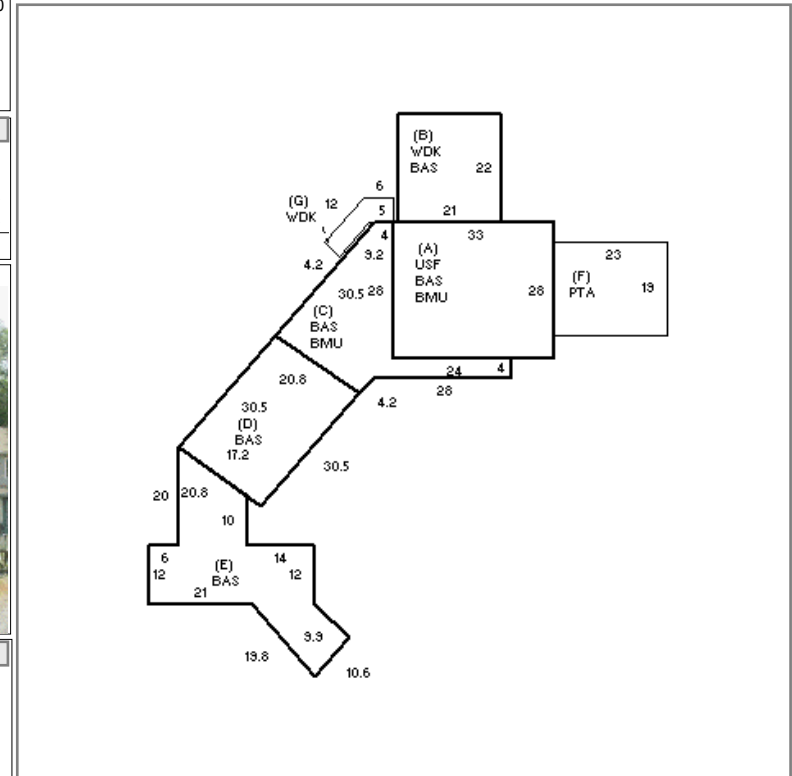 (B)
WDK
BAS
22
21
6
(G)
WDK
12
5
4
9.2
33
(A)
USF
BAS
BMU
28
23
(F)
PTA
19
4.2
30.5
28
(C)
BAS
BMU
24
4
28
20.8
4.2
30.5
(D)
BAS
17.2
30.5
20
20.8
10
6
12
(E)
BAS
14
12
21
9.9
19.8
10.6